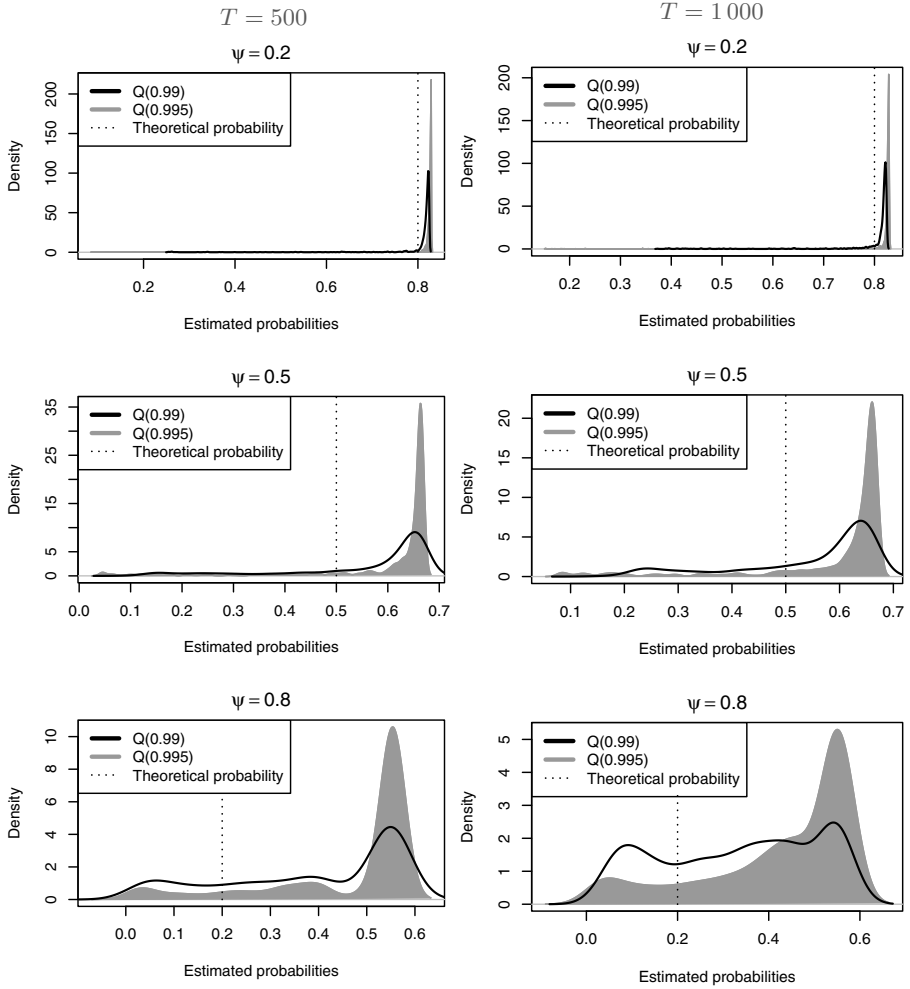 T = 500
ψ = 0.2
Q(0.99)
Q(0.995)
Theoretical probability
Density
0 50 100 150 200
0.2 0.4 0.6 0.8
Estimated probabilities
T = 1 000
ψ = 0.2
Q(0.99)
Q(0.995)
Theoretical probability
Density
0 50 100 150 200
0.2 0.3 0.4 0.5 0.6 0.7 0.8
Estimated probabilities
ψ = 0.5
Q(0.99)
Q(0.995)
Theoretical probability
Density
0 5 15 25 35
0.0 0.1 0.2 0.3 0.4 0.5 0.6 0.7
Estimated probabilities
ψ = 0.5
Q(0.99)
Q(0.995)
Theoretical probability
Density
0 5 10 15 20
0.1 0.2 0.3 0.4 0.5 0.6 0.7
Estimated probabilities
ψ = 0.8
Q(0.99)
Q(0.995)
Theoretical probability
Density
0 2 4 6 8 10
0.0 0.1 0.2 0.3 0.4 0.5 0.6
Estimated probabilities
ψ = 0.8
Q(0.99)
Q(0.995)
Theoretical probability
Density
0 1 2 3 4 5
0.0 0.2 0.4 0.6
Estimated probabilities